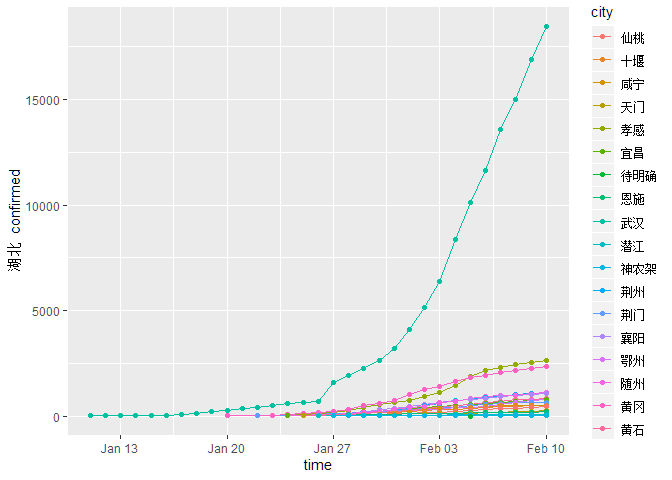 city
仙桃
十堰
咸宁
天门
孝感
宜昌
待明确
恩施
武汉
潜江
神农架
荆州
荆门
襄阳
鄂州
随州
黄冈
黄石
湖北 confirmed
15000
10000
5000
0
Jan 13 Jan 20 Jan 27 Feb 03 Feb 10
time